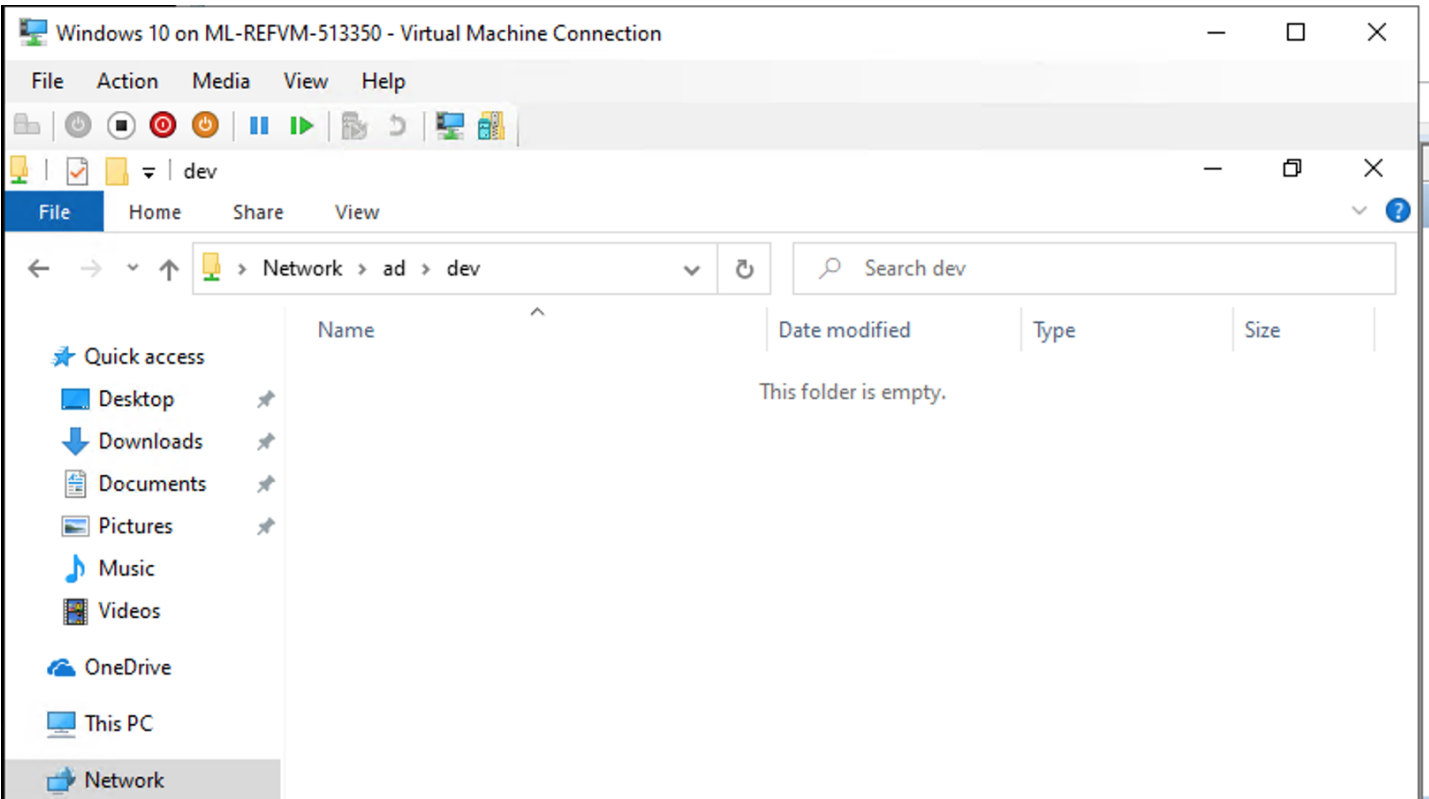 Windows 10 on ML-REFVM-513350 - Virtual Machine Connection
File Action Media View Help
dev
File Home Share View
?
Network > ad > dev
Search dev
Name Date modified Type Size
This folder is empty.
Quick access
Desktop
Downloads
Documents
Pictures
Music
Videos
OneDrive
This PC
Network